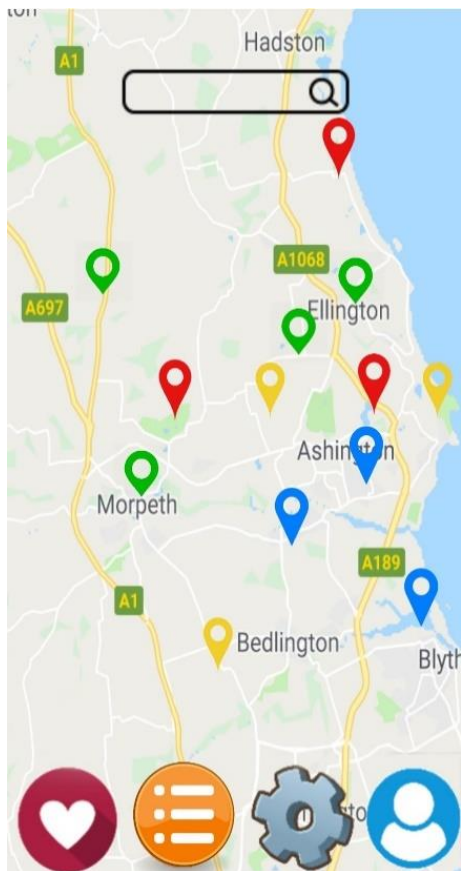 Hadston
A1
A1068
A697
Ellington
Ashington
Morpeth
A189
A1
Bedlington
Blyth